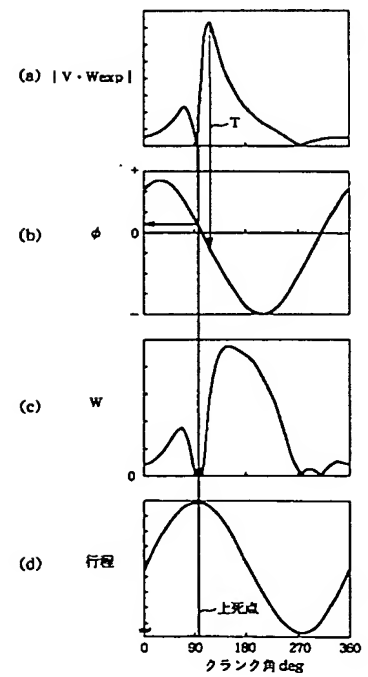 (a) | V・Wexp |
T
+
(b) φ 0
−
(c) W
0
(d) 行程
上死点
0 90 180 270 360
クランク角 deg